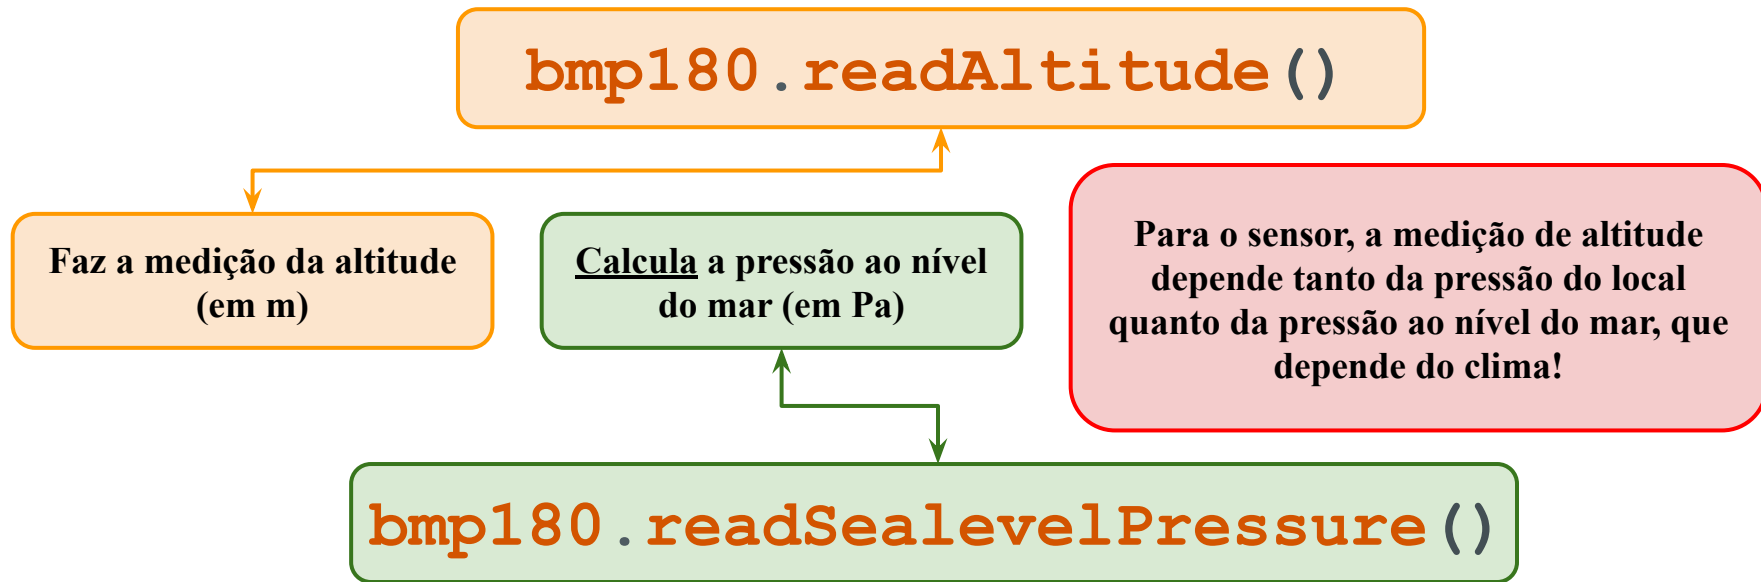 bmp180.readAltitude()
Faz a medição da altitude
(em m)
Calcula a pressão ao nível
do mar (em Pa)
Para o sensor, a medição de altitude
depende tanto da pressão do local
quanto da pressão ao nível do mar, que
depende do clima!
bmp180.readSealevelPressure()